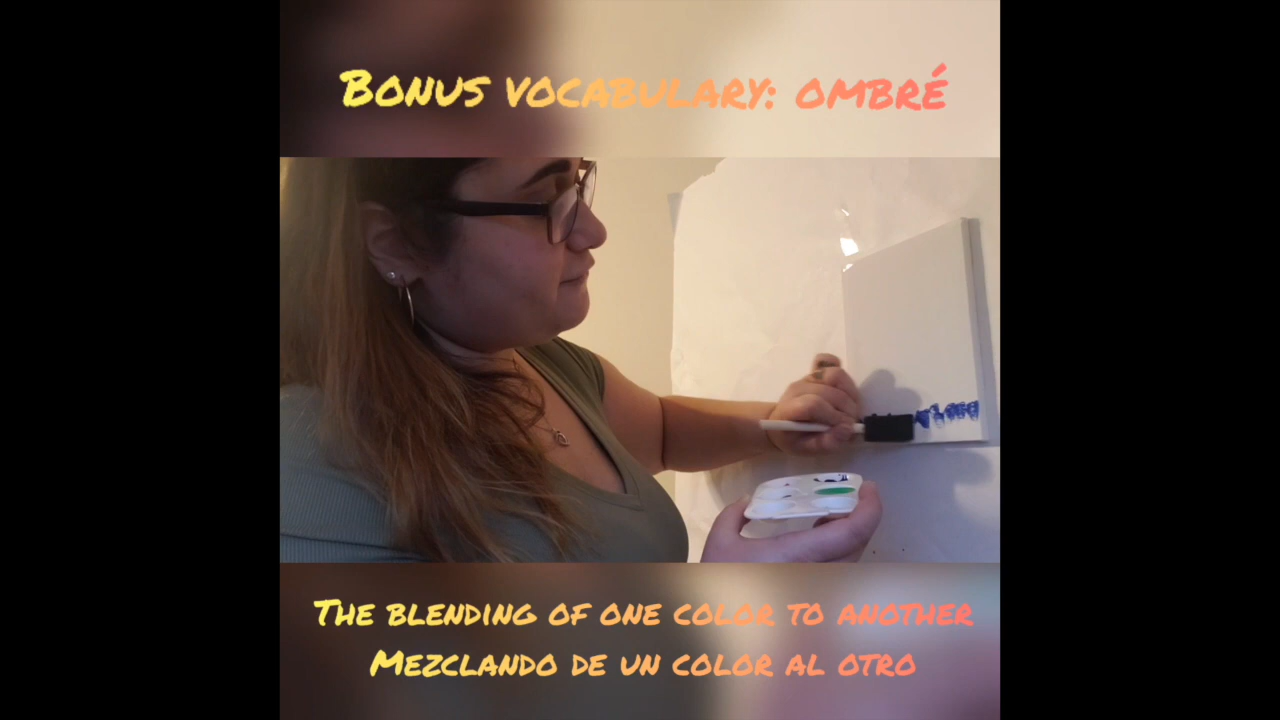 BONUS VOCABULARY: OMBRÉ
THE BLENDING OF ONE COLOR TO ANOTHER
MEZCLANDO DE UN COLOR AL OTRO